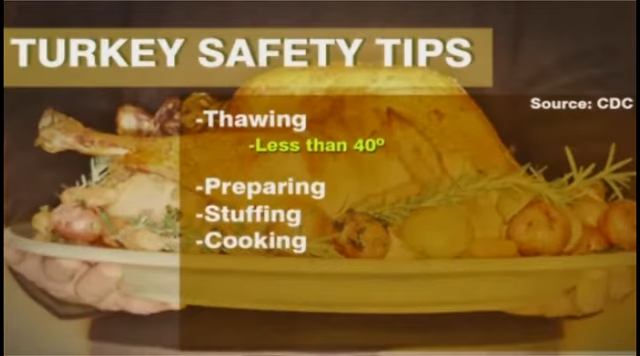 TURKEY SAFETY TIPS
Source: CDC
-Thawing
-Less than 40º
-Preparing
-Stuffing
-Cooking